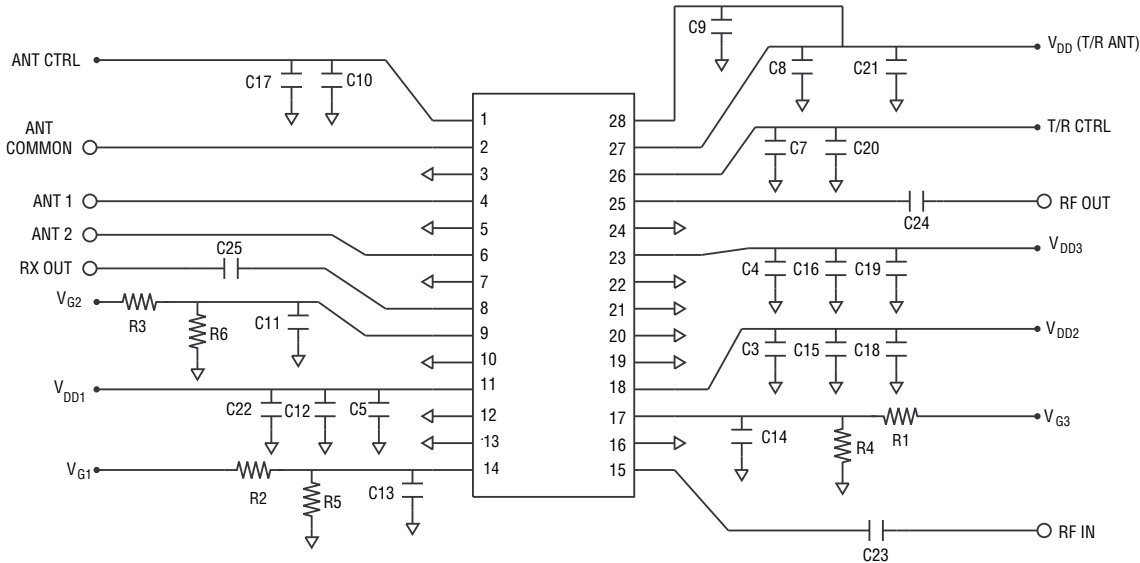 ANT CTRL
C17
C10
ANT
COMMON
ANT 1
ANT 2
C25
RX OUT
VG2
R3
R6
C11
VDD1
C22
C12
C5
VG1
R2
R5
C13
1
2
3
4
5
6
7
8
9
10
11
12
·13
14
28
27
26
25
24
23
22
21
20
19
18
17
16
15
C9
C8
C21
VDD (T/R ANT)
C7
C20
T/R CTRL
C24
RF OUT
C4
C16
C19
VDD3
C3
C15
C18
VDD2
C14
R4
R1
VG3
C23
RF IN